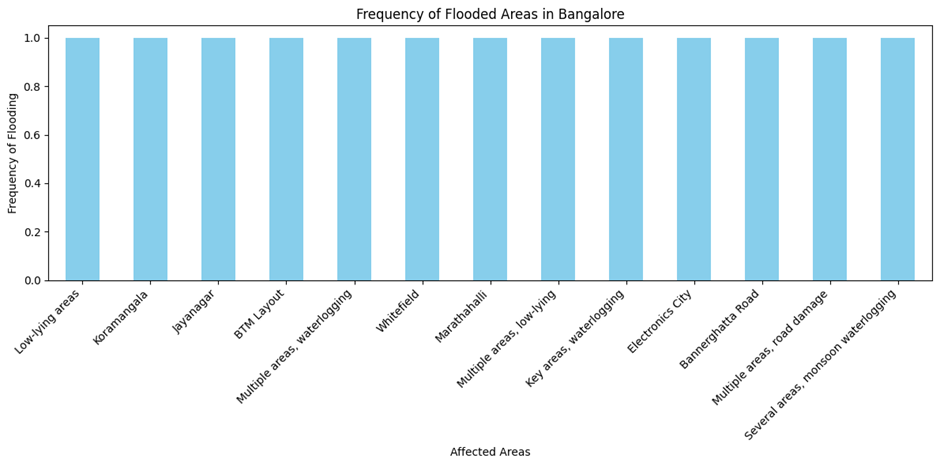 Frequency of Flooded Areas in Bangalore
Frequency of Flooding
1.0
0.8
0.6
0.4
0.2
0.0
Low-lying areas
Koramangala
Jayanagar
BTM Layout
Multiple areas, waterlogging
Whitefield
Marathahalli
Multiple areas, low-lying
Key areas, waterlogging
Electronics City
Bannerghatta Road
Multiple areas, road damage
Several areas, monsoon waterlogging
Affected Areas